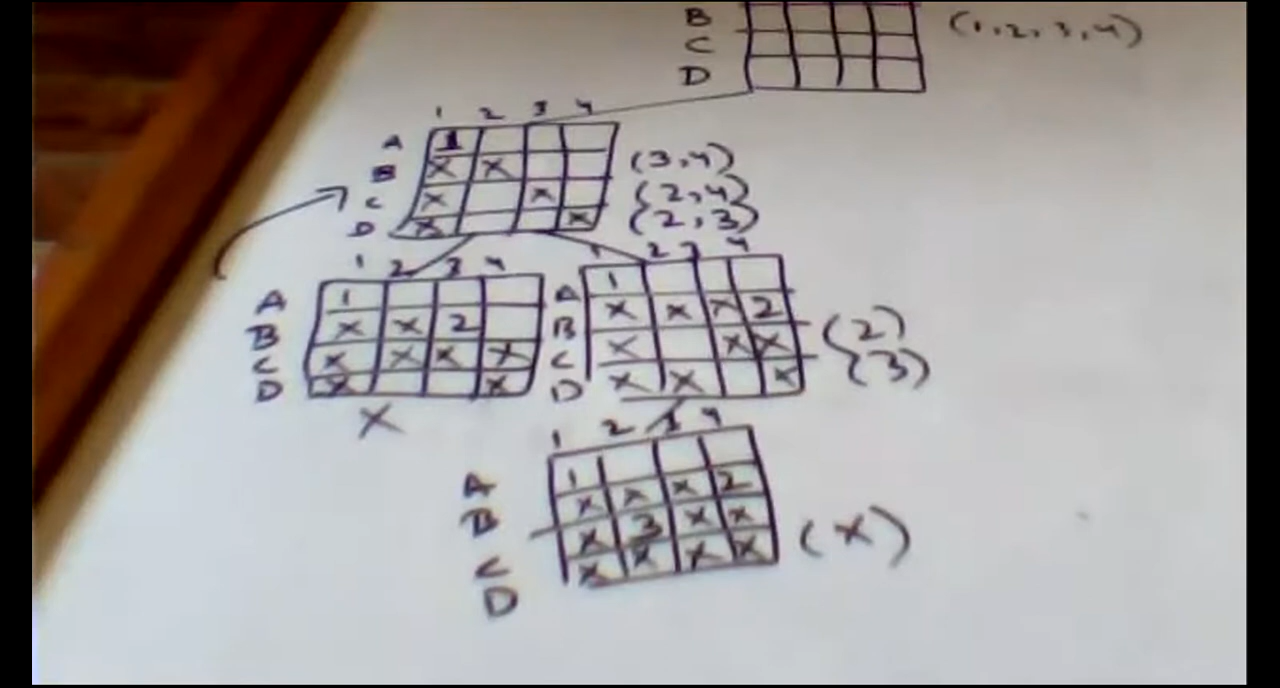 B (1,2,3,4)
C
D
1 2 3 4
A 1
B X X (3,4)
C X X (2,4)
D X X (2,3)
1 2 3 4
A 1
B X X 2
C X X X X
D X X
X
1 2 3 4
A 1
B X X X 2 (2)
C X X X (3)
D X X X
1 2 3 4
A 1
B X X X 2
C X 3 X X (X)
D X X X X